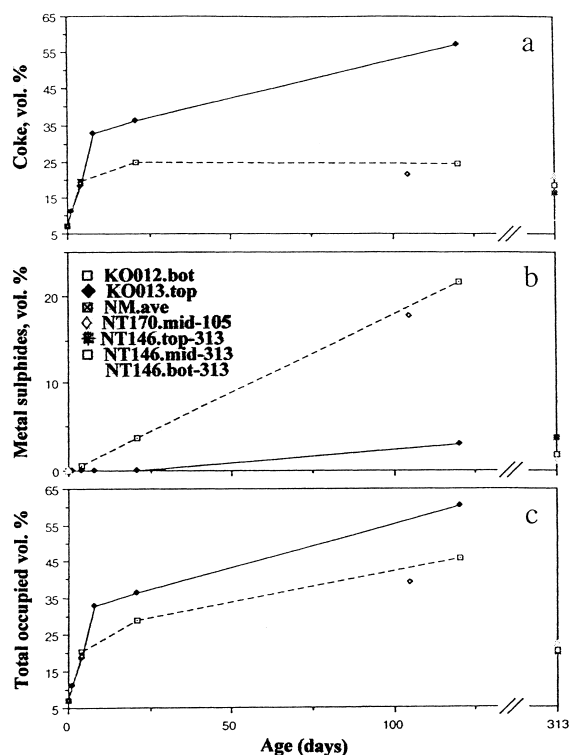 65
55
45
35
25
15
5
Coke, vol. %
a
20
10
0
Metal sulphides, vol. %
b
KO012.bot
KO013.top
NM.ave
NT170.mid-105
NT146.top-313
NT146.mid-313
NT146.bot-313
65
55
45
35
25
15
5
Total occupied vol. %
c
0
50
100
313
Age (days)